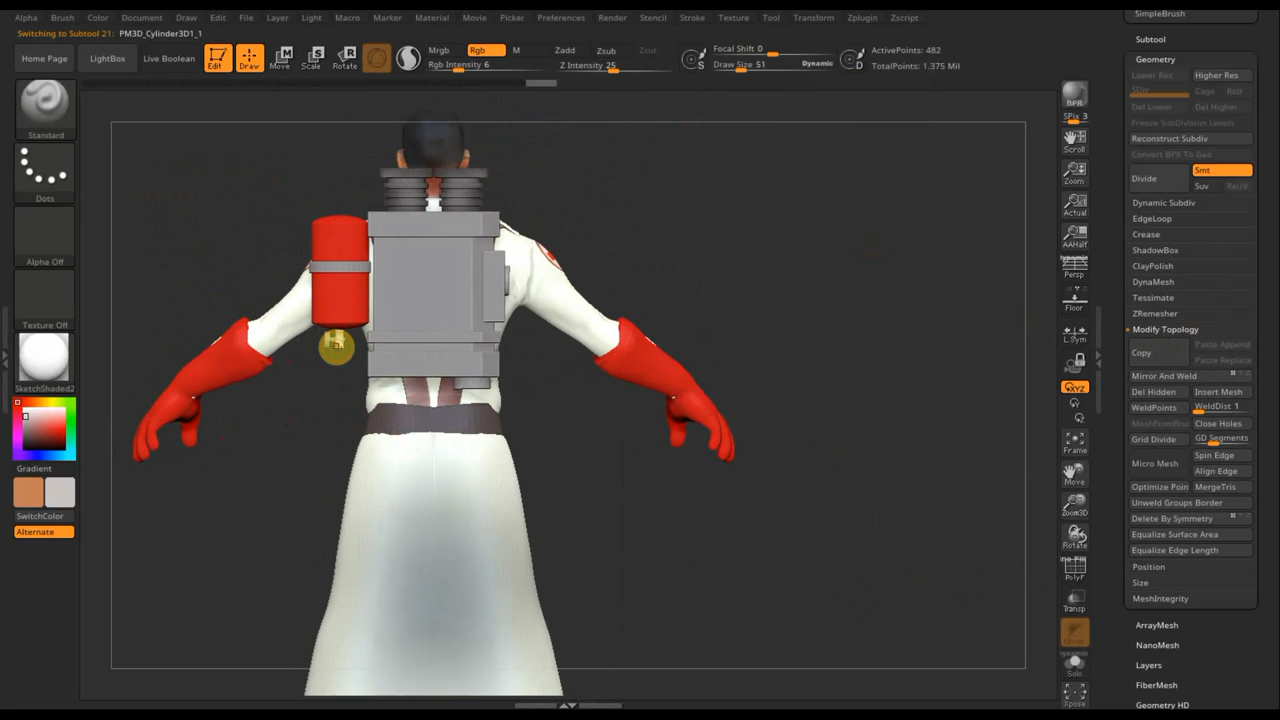 Alpha Brush Color Document Draw Edit File Layer Light Macro Marker Material Movie Picker Preferences Render Stencil Stroke Texture Tool Transform Zplugin Zscript
Switching to Subtool 21: PM3D_Cylinder3D1_1
Home Page LightBox Live Boolean Edit Draw Move Scale Rotate
Mrgb Rgb M
Rgb Intensity 6
Zadd Zsub Zcut
Z Intensity 25
S
Focal Shift 0
Draw Size 51 Dynamic
D
ActivePoints: 482
TotalPoints: 1.375 Mil
Standard
Dots
Alpha Off
Texture Off
SketchShaded2
Gradient
SwitchColor
Alternate
BPR
SPix 3
Scroll
Zoom
Actual
AAHalf
Dynamic
Persp
Floor
L.Sym
XYZ
Y
Z
Frame
Move
Zoom3D
Rotate
PolyF
Transp
Dynamic
Solo
Xpose
SimpleBrush
Subtool
Geometry
Lower Res Higher Res
SDiv Cage Rctr
Del Lower Del Higher
Freeze SubDivision Levels
Reconstruct Subdiv
Convert BPR To Geo
Divide Smt
Suv ReUV
Dynamic Subdiv
EdgeLoop
Crease
ShadowBox
ClayPolish
DynaMesh
Tessimate
ZRemesher
Modify Topology
Copy Paste Append
Paste Replace
Mirror And Weld
Del Hidden Insert Mesh
WeldPoints WeldDist 1
MeshFromBru Close Holes
Grid Divide GD Segments
Micro Mesh Spin Edge
Align Edge
Optimize Poin MergeTris
Unweld Groups Border
Delete By Symmetry
Equalize Surface Area
Equalize Edge Length
Position
Size
MeshIntegrity
ArrayMesh
NanoMesh
Layers
FiberMesh
Geometry HD